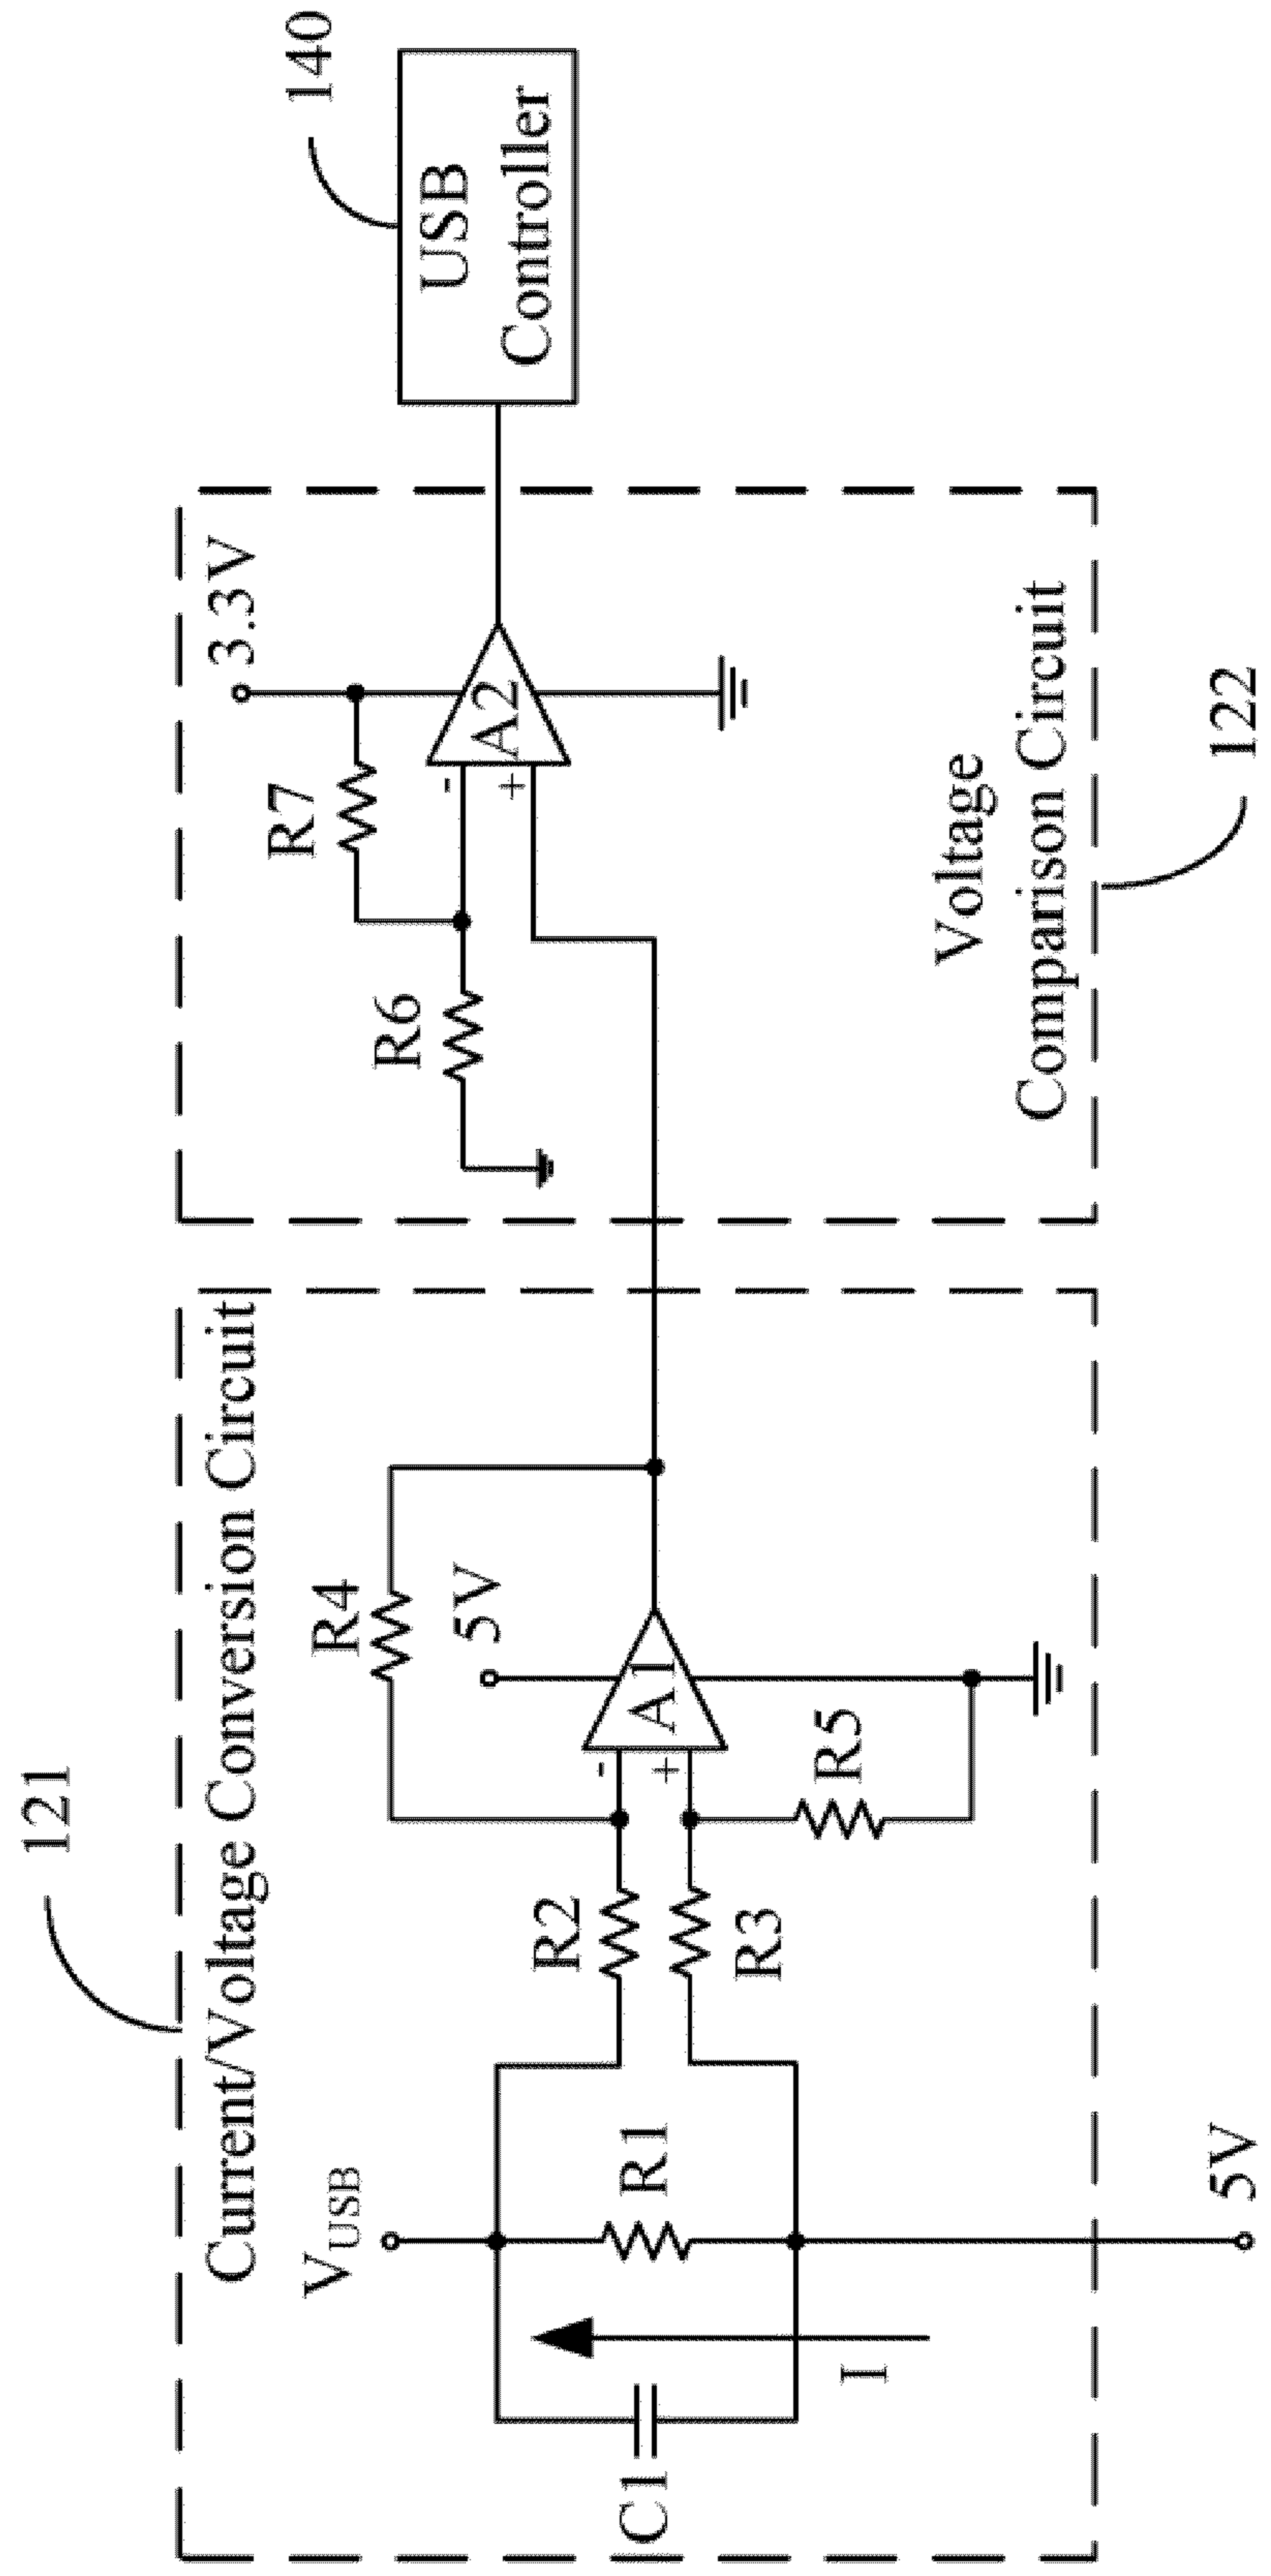 121
Current/Voltage Conversion Circuit
V_USB
C1
I
R1
5V
R2
R3
R4
5V
-
+
A1
R5
R6
R7
3.3V
-
+
A2
Voltage
Comparison Circuit
122
USB
Controller
140